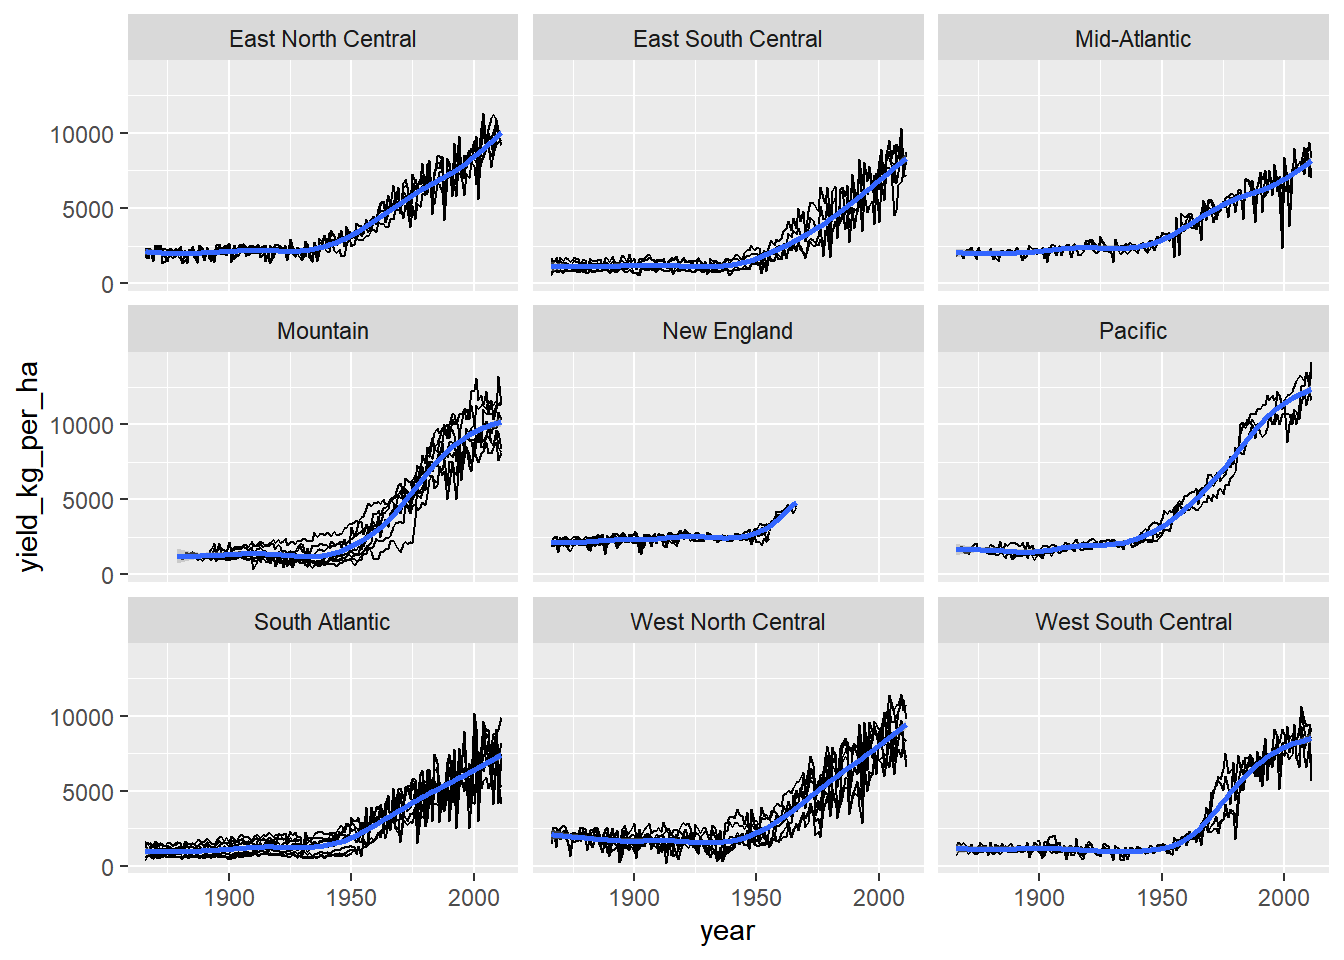 East North Central
East South Central
Mid-Atlantic
10000
5000
0
Mountain
New England
Pacific
10000
5000
0
yield_kg_per_ha
South Atlantic
West North Central
West South Central
10000
5000
0
1900 1950 2000
1900 1950 2000
1900 1950 2000
year